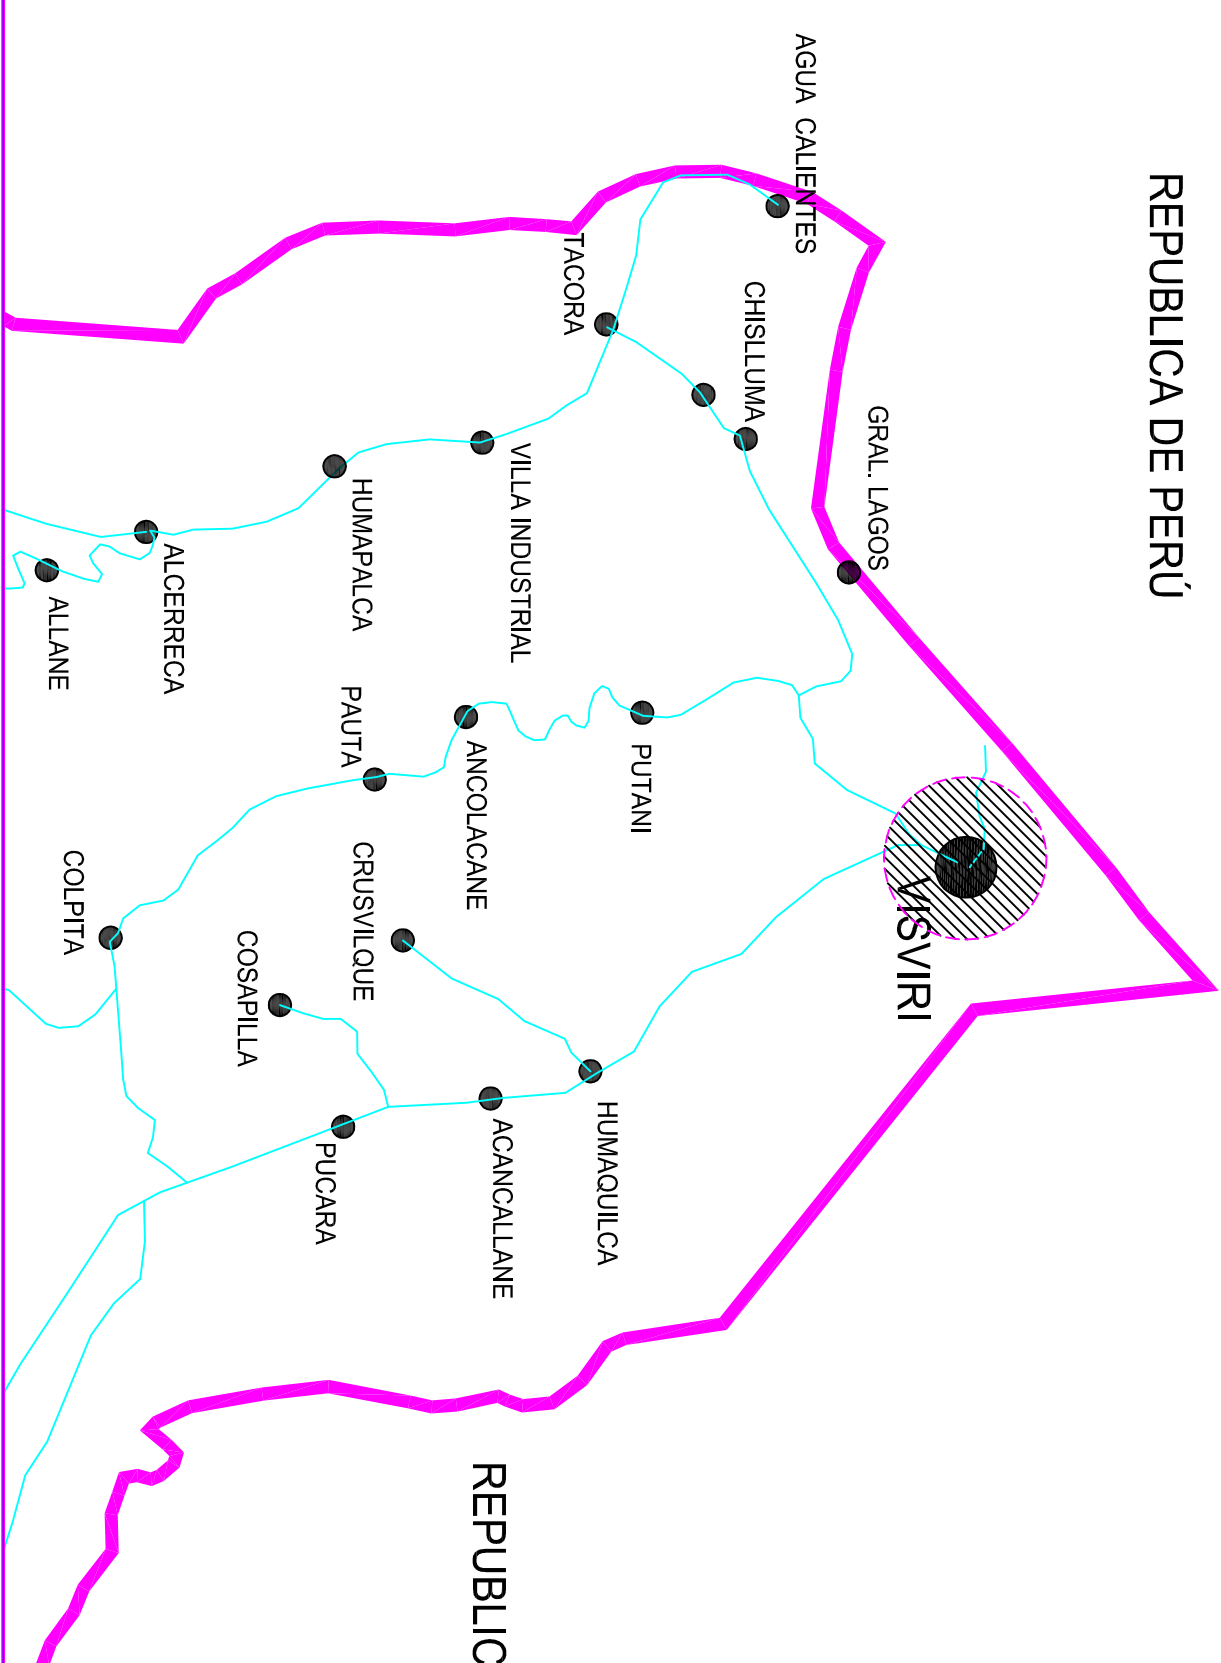 REPUBLICA DE PERÚ
AGUA CALIENTES
GRAL. LAGOS
VISVIRI
CHISLLUMA
TACORA
VILLA INDUSTRIAL
PUTANI
HUMAQUILCA
ANCOLACANE
ACANCALLANE
REPUBLIC
HUMAPALCA
PAUTA
CRUSVILQUE
PUCARA
COSAPILLA
ALCERRECA
ALLANE
COLPITA